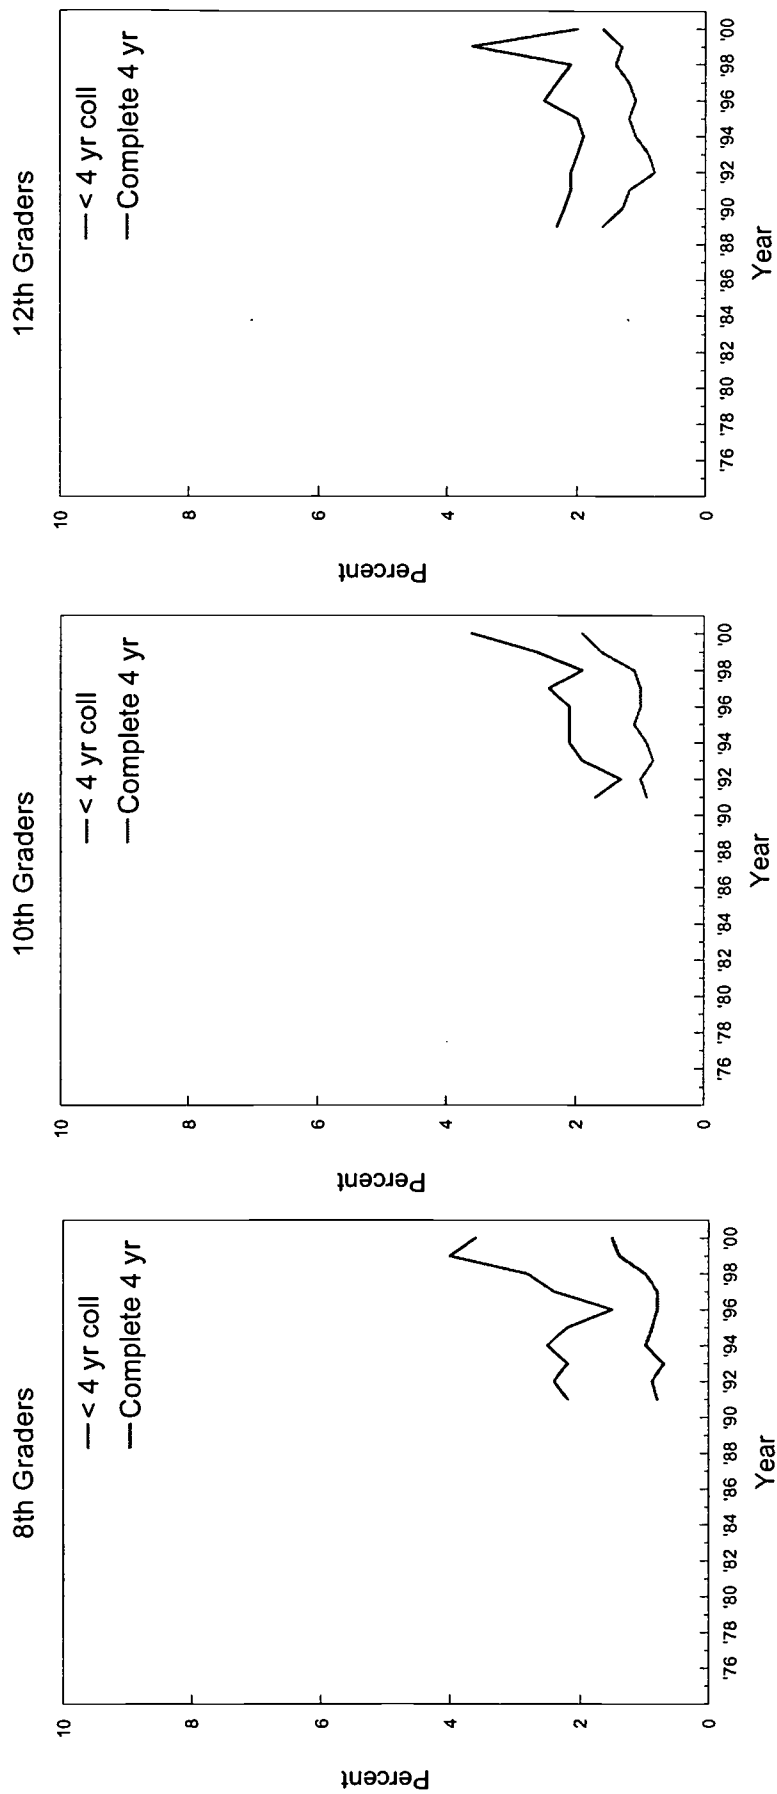 8th Graders
— < 4 yr coll
— Complete 4 yr
Percent
10
8
6
4
2
0
'76 '78 '80 '82 '84 '86 '88 '90 '92 '94 '96 '98 '00
Year
10th Graders
— < 4 yr coll
— Complete 4 yr
Percent
10
8
6
4
2
0
'76 '78 '80 '82 '84 '86 '88 '90 '92 '94 '96 '98 '00
Year
12th Graders
— < 4 yr coll
— Complete 4 yr
Percent
10
8
6
4
2
0
'76 '78 '80 '82 '84 '86 '88 '90 '92 '94 '96 '98 '00
Year